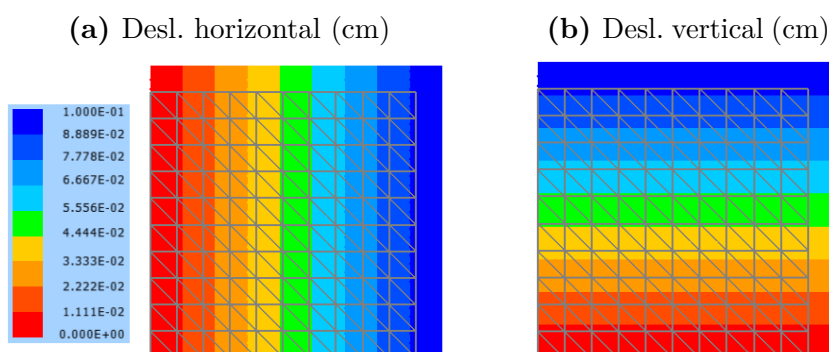 (a) Desl. horizontal (cm)
(b) Desl. vertical (cm)
1.000E-01
8.889E-02
7.778E-02
6.667E-02
5.556E-02
4.444E-02
3.333E-02
2.222E-02
1.111E-02
0.000E+00